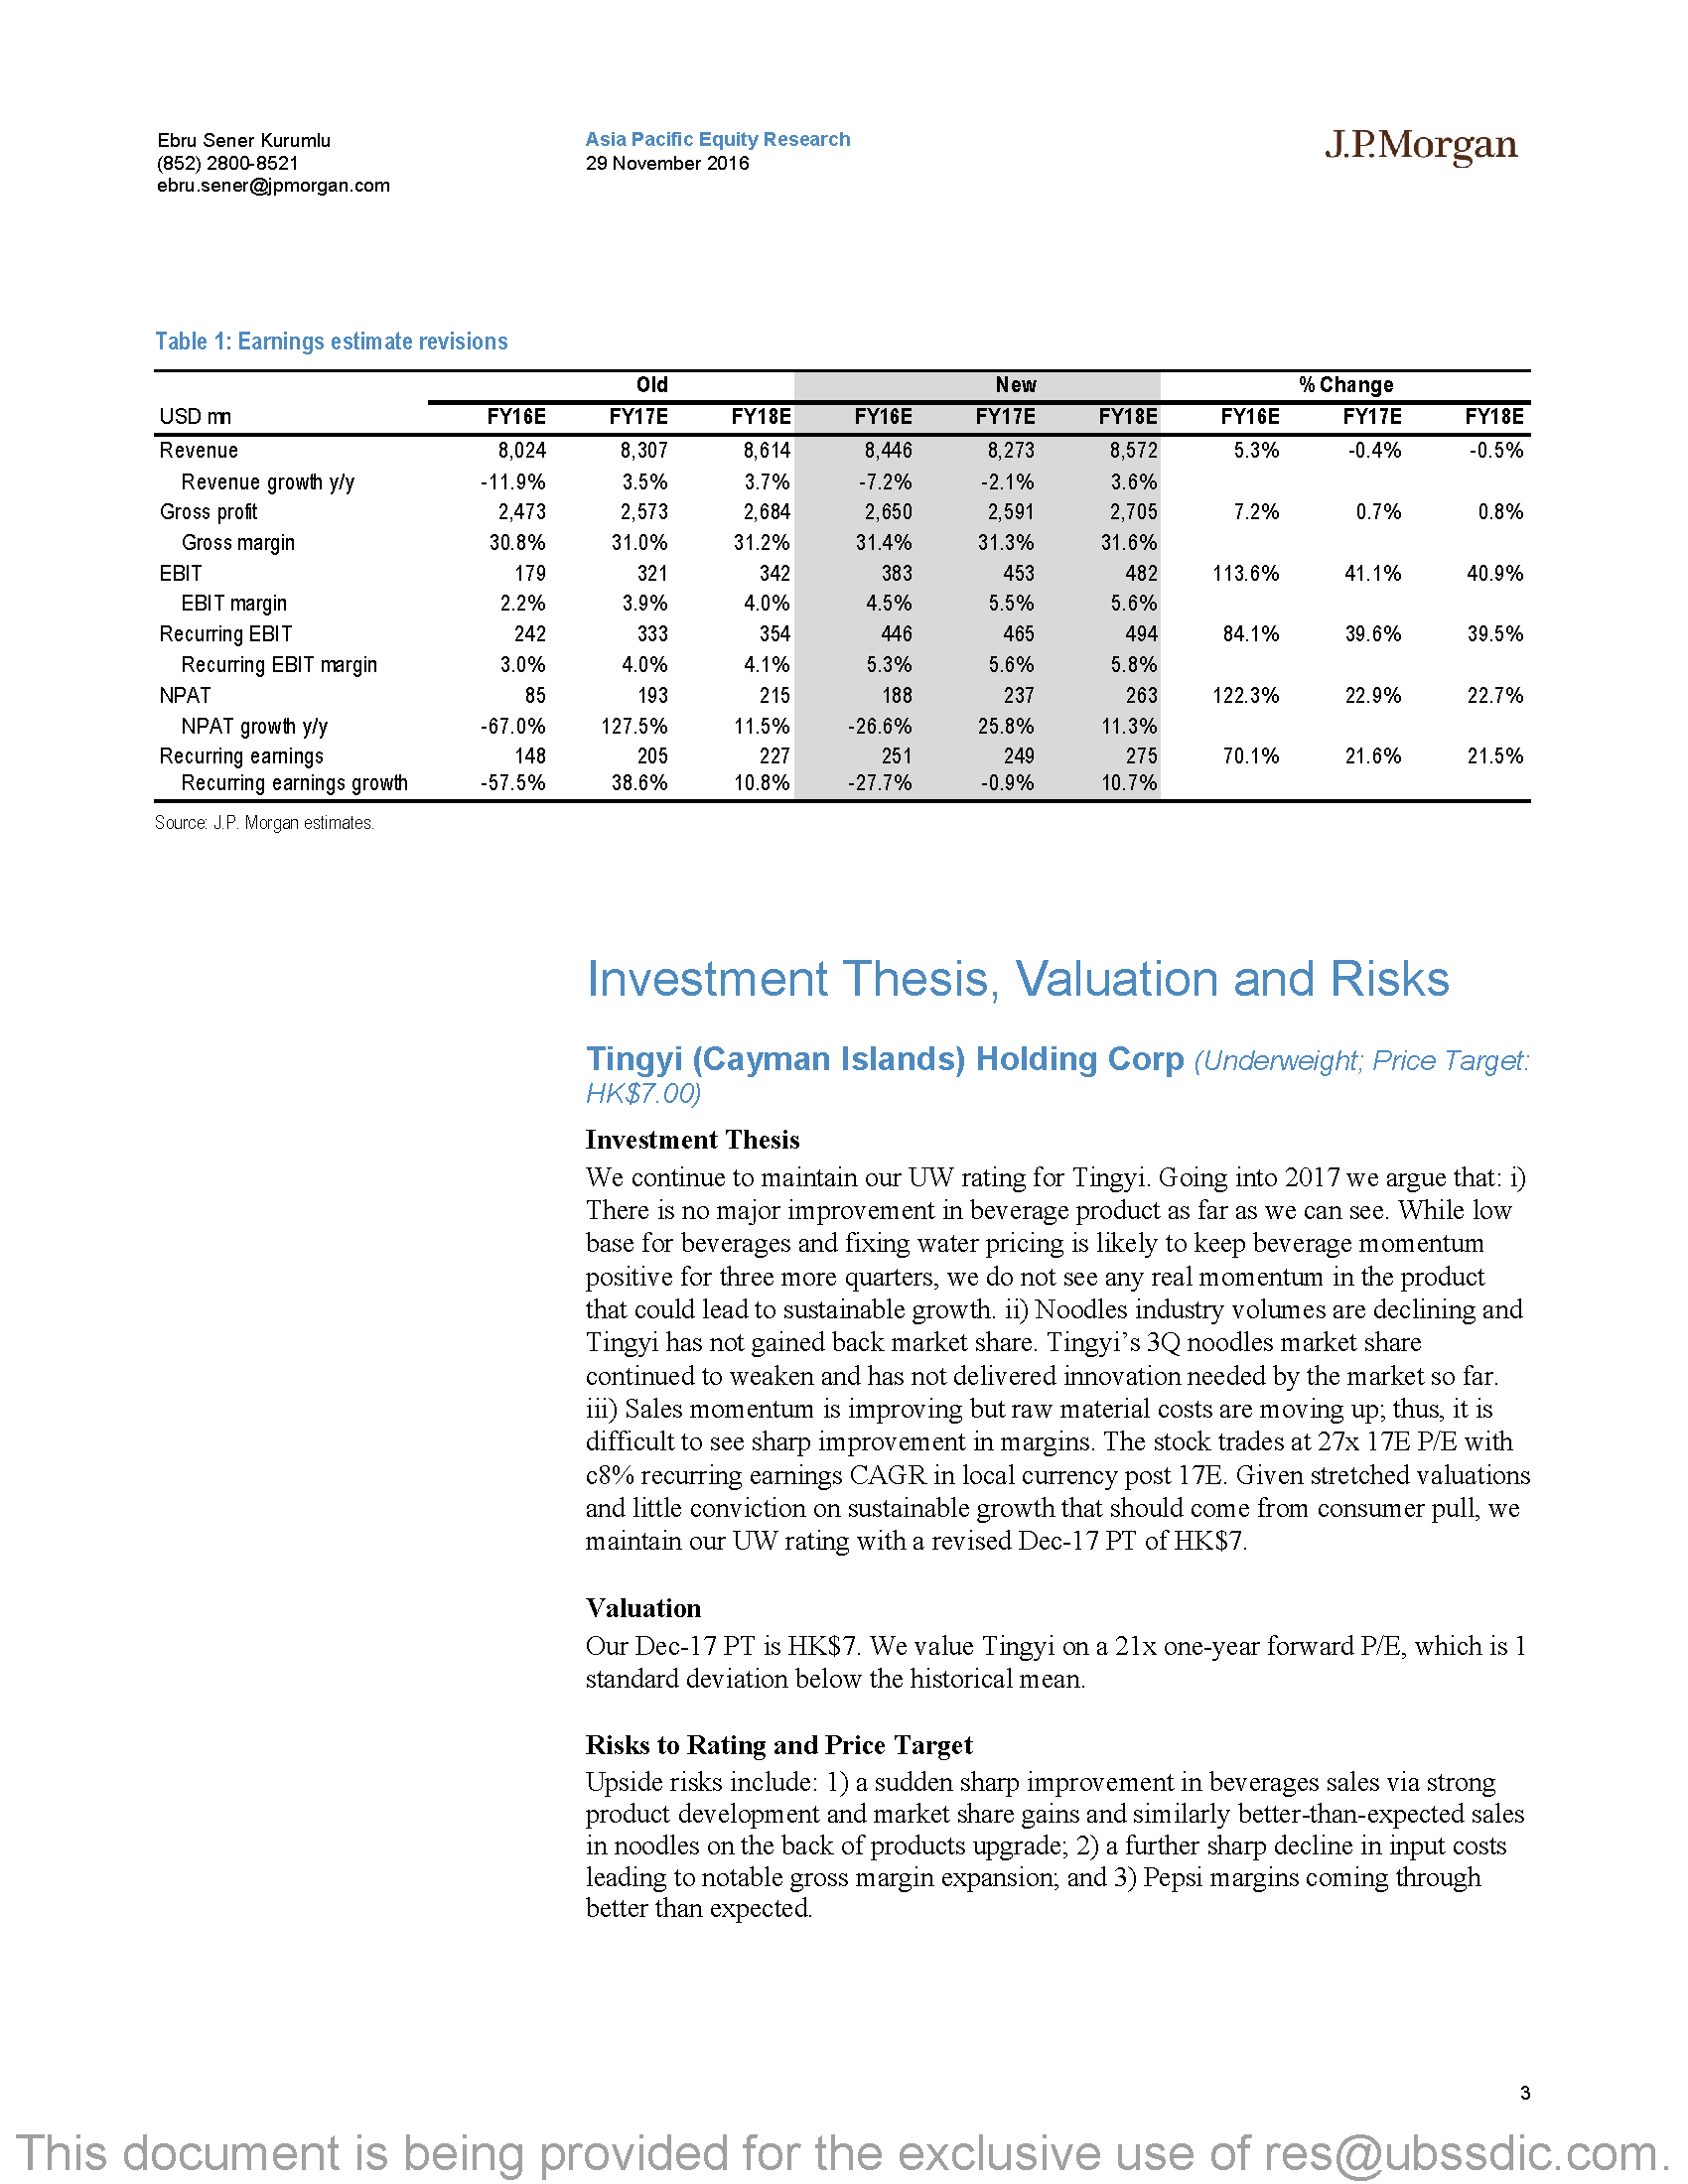 Ebru Sener Kurumlu
(852) 2800-8521
ebru.sener@jpmorgan.com
Asia Pacific Equity Research
29 November 2016
J.P.Morgan
Table 1: Earnings estimate revisions
Old New % Change
USD mn FY16E FY17E FY18E FY16E FY17E FY18E FY16E FY17E FY18E
Revenue 8,024 8,307 8,614 8,446 8,273 8,572 5.3% -0.4% -0.5%
Revenue growth y/y -11.9% 3.5% 3.7% -7.2% -2.1% 3.6%
Gross profit 2,473 2,573 2,684 2,650 2,591 2,705 7.2% 0.7% 0.8%
Gross margin 30.8% 31.0% 31.2% 31.4% 31.3% 31.6%
EBIT 179 321 342 383 453 482 113.6% 41.1% 40.9%
EBIT margin 2.2% 3.9% 4.0% 4.5% 5.5% 5.6%
Recurring EBIT 242 333 354 446 465 494 84.1% 39.6% 39.5%
Recurring EBIT margin 3.0% 4.0% 4.1% 5.3% 5.6% 5.8%
NPAT 85 193 215 188 237 263 122.3% 22.9% 22.7%
NPAT growth y/y -67.0% 127.5% 11.5% -26.6% 25.8% 11.3%
Recurring earnings 148 205 227 251 249 275 70.1% 21.6% 21.5%
Recurring earnings growth -57.5% 38.6% 10.8% -27.7% -0.9% 10.7%
Source: J.P. Morgan estimates.
Investment Thesis, Valuation and Risks
Tingyi (Cayman Islands) Holding Corp (Underweight; Price Target:
HK$7.00)
Investment Thesis
We continue to maintain our UW rating for Tingyi. Going into 2017 we argue that: i)
There is no major improvement in beverage product as far as we can see. While low
base for beverages and fixing water pricing is likely to keep beverage momentum
positive for three more quarters, we do not see any real momentum in the product
that could lead to sustainable growth. ii) Noodles industry volumes are declining and
Tingyi has not gained back market share. Tingyi’s 3Q noodles market share
continued to weaken and has not delivered innovation needed by the market so far.
iii) Sales momentum is improving but raw material costs are moving up; thus, it is
difficult to see sharp improvement in margins. The stock trades at 27x 17E P/E with
c8% recurring earnings CAGR in local currency post 17E. Given stretched valuations
and little conviction on sustainable growth that should come from consumer pull, we
maintain our UW rating with a revised Dec-17 PT of HK$7.
Valuation
Our Dec-17 PT is HK$7. We value Tingyi on a 21x one-year forward P/E, which is 1
standard deviation below the historical mean.
Risks to Rating and Price Target
Upside risks include: 1) a sudden sharp improvement in beverages sales via strong
product development and market share gains and similarly better-than-expected sales
in noodles on the back of products upgrade; 2) a further sharp decline in input costs
leading to notable gross margin expansion; and 3) Pepsi margins coming through
better than expected.
3
This document is being provided for the exclusive use of res@ubssdic.com.